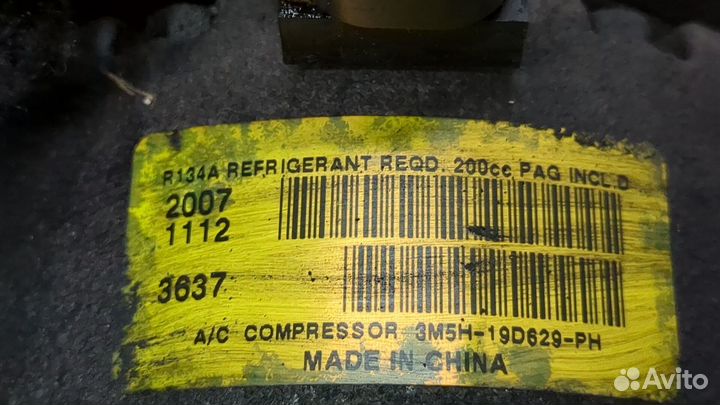 R134A REFRIGERANT REQD. 200cc PAG INCL.D
2007
1112
3637
A/C COMPRESSOR 3M5H-19D629-PH
MADE IN CHINA
Avito